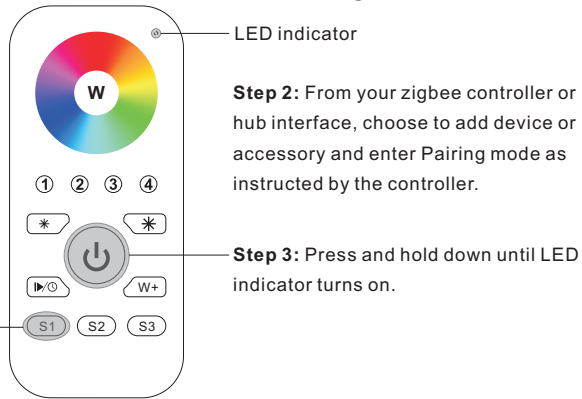 LED indicator
W
Step 2: From your zigbee controller or
hub interface, choose to add device or
accessory and enter Pairing mode as
instructed by the controller.
1 2 3 4
Step 3: Press and hold down until LED
indicator turns on.
W+
S1 S2 S3